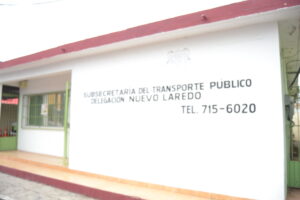 SUBSECRETARIA DEL TRANSPORTE PUBLICO
DELEGACION NUEVO LAREDO
TEL. 715-6020